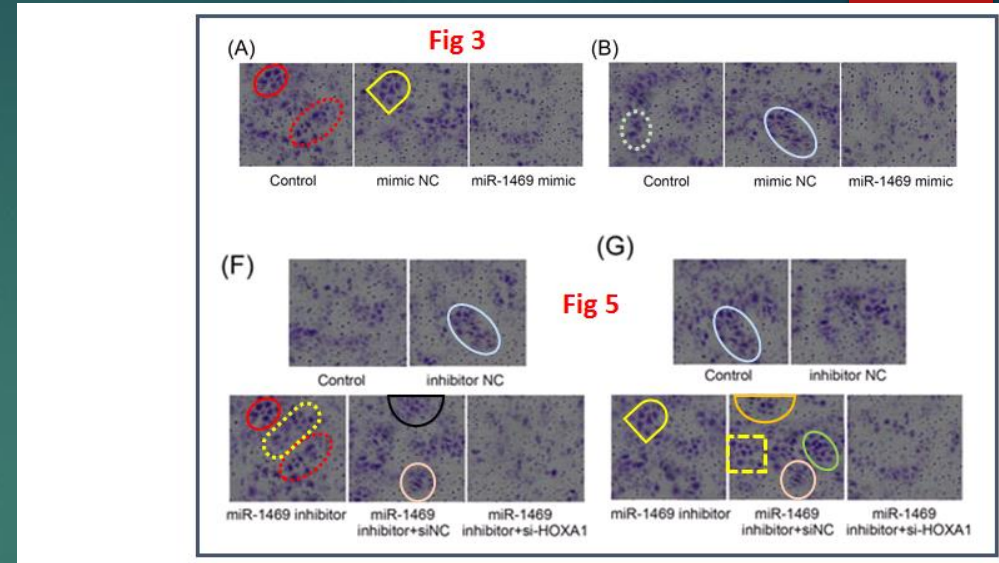 Fig 3
(A)
(B)
Control
mimic NC
miR-1469 mimic
Control
mimic NC
miR-1469 mimic
(F)
(G)
Fig 5
Control
inhibitor NC
Control
inhibitor NC
miR-1469 inhibitor
miR-1469
inhibitor+siNC
miR-1469
inhibitor+si-HOXA1
miR-1469 inhibitor
miR-1469
inhibitor+siNC
miR-1469
inhibitor+si-HOXA1